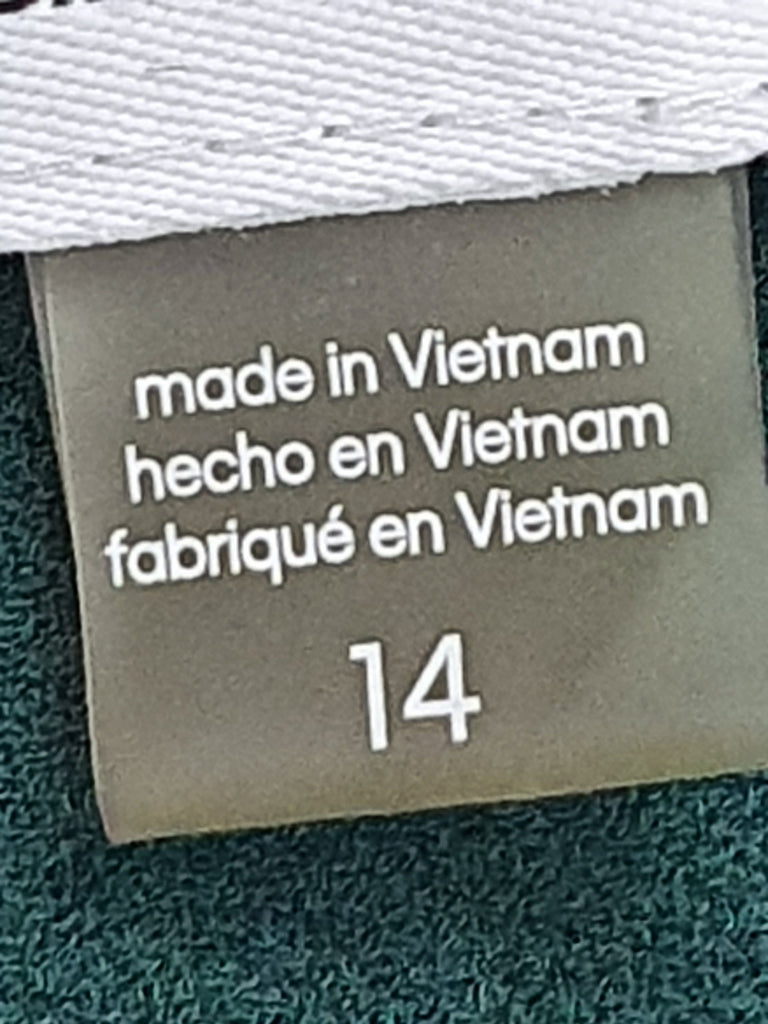 made in Vietnam
hecho en Vietnam
fabriqué en Vietnam
14